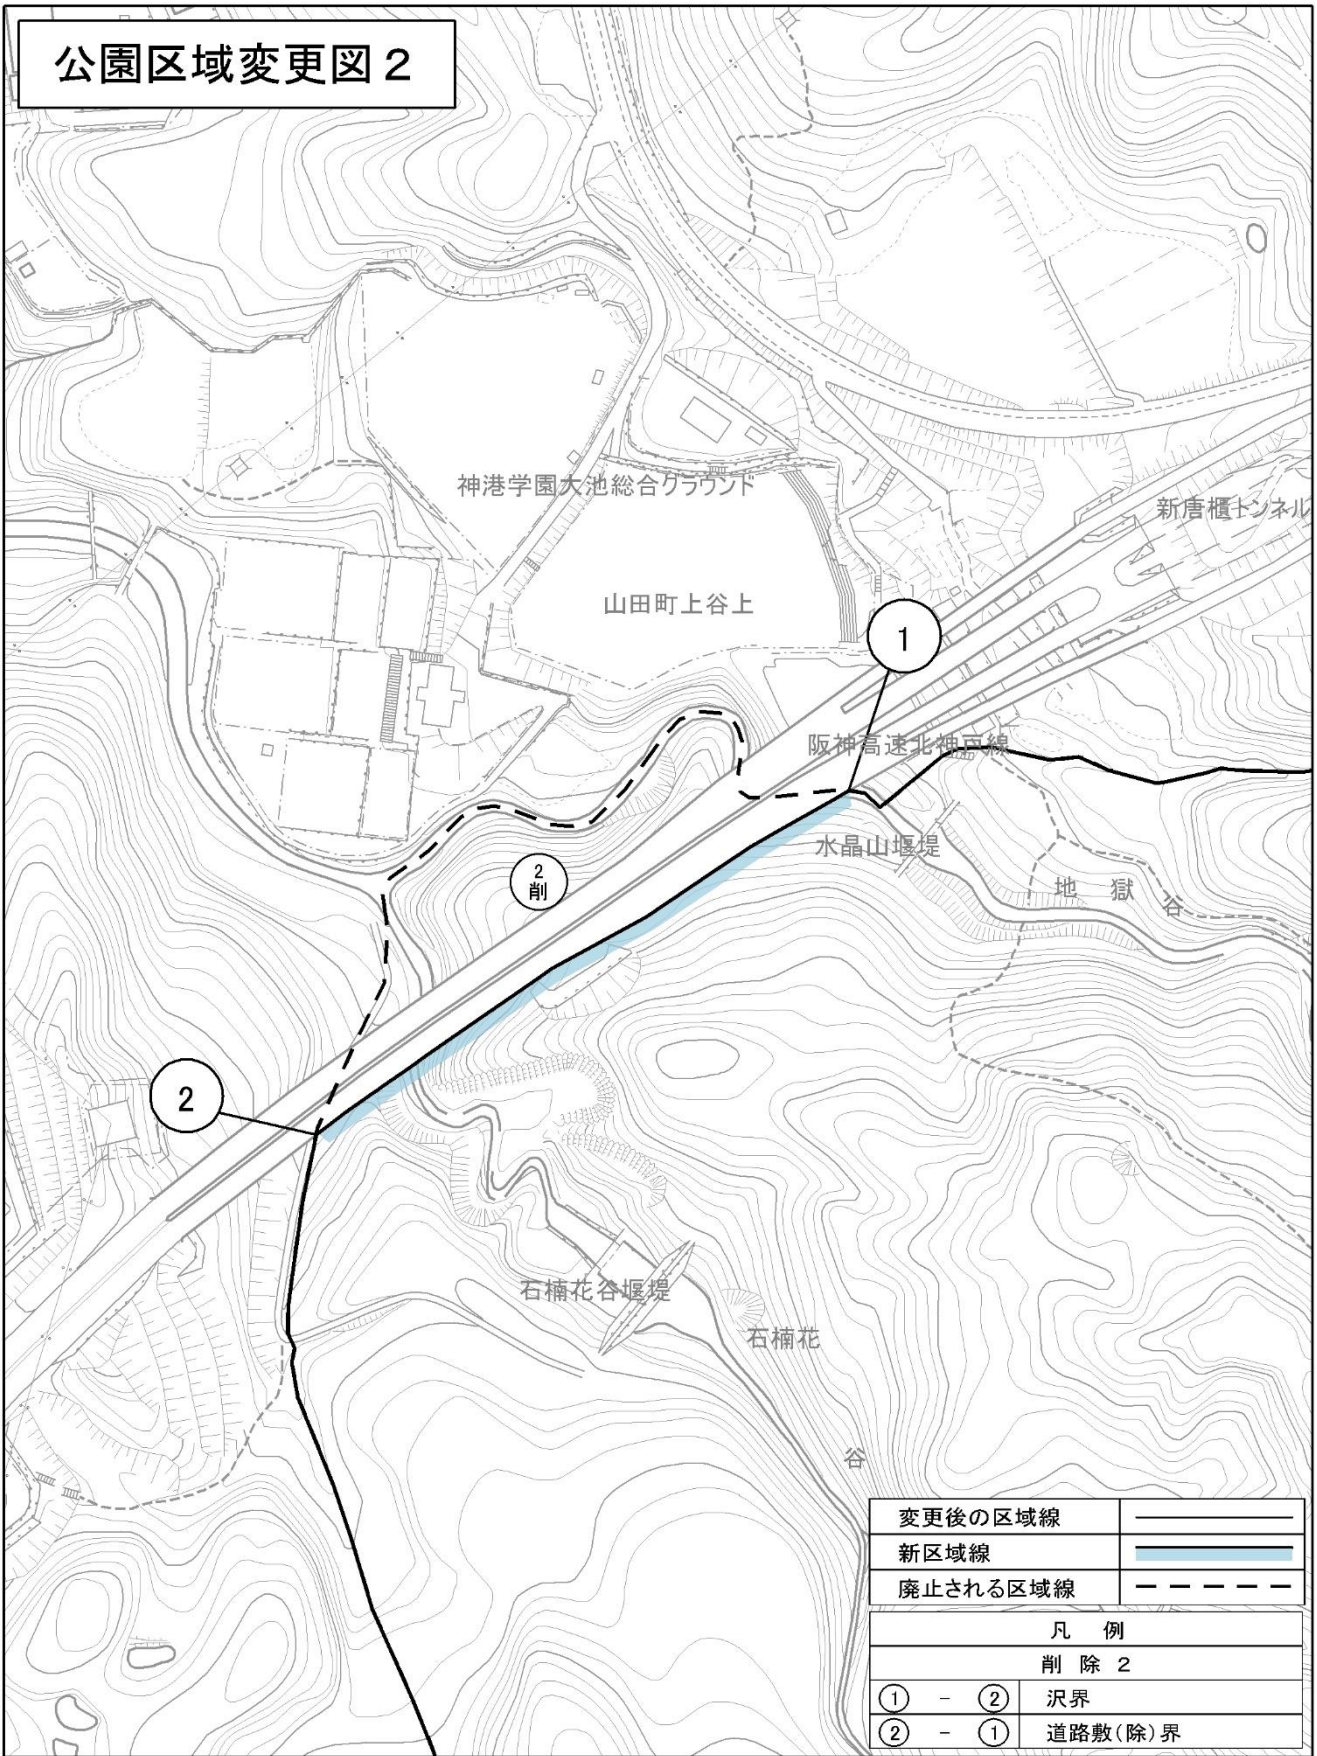 公園区域変更図２
神港学園大池総合グラウンド
新唐櫃トンネル
山田町上谷上
1
阪神高速北神戸線
水晶山堰堤
2
削
地獄谷
2
石楠花谷堰堤
石楠花谷
変更後の区域線
新区域線
廃止される区域線
凡 例
削 除 2
① - ② 沢界
② - ① 道路敷(除)界